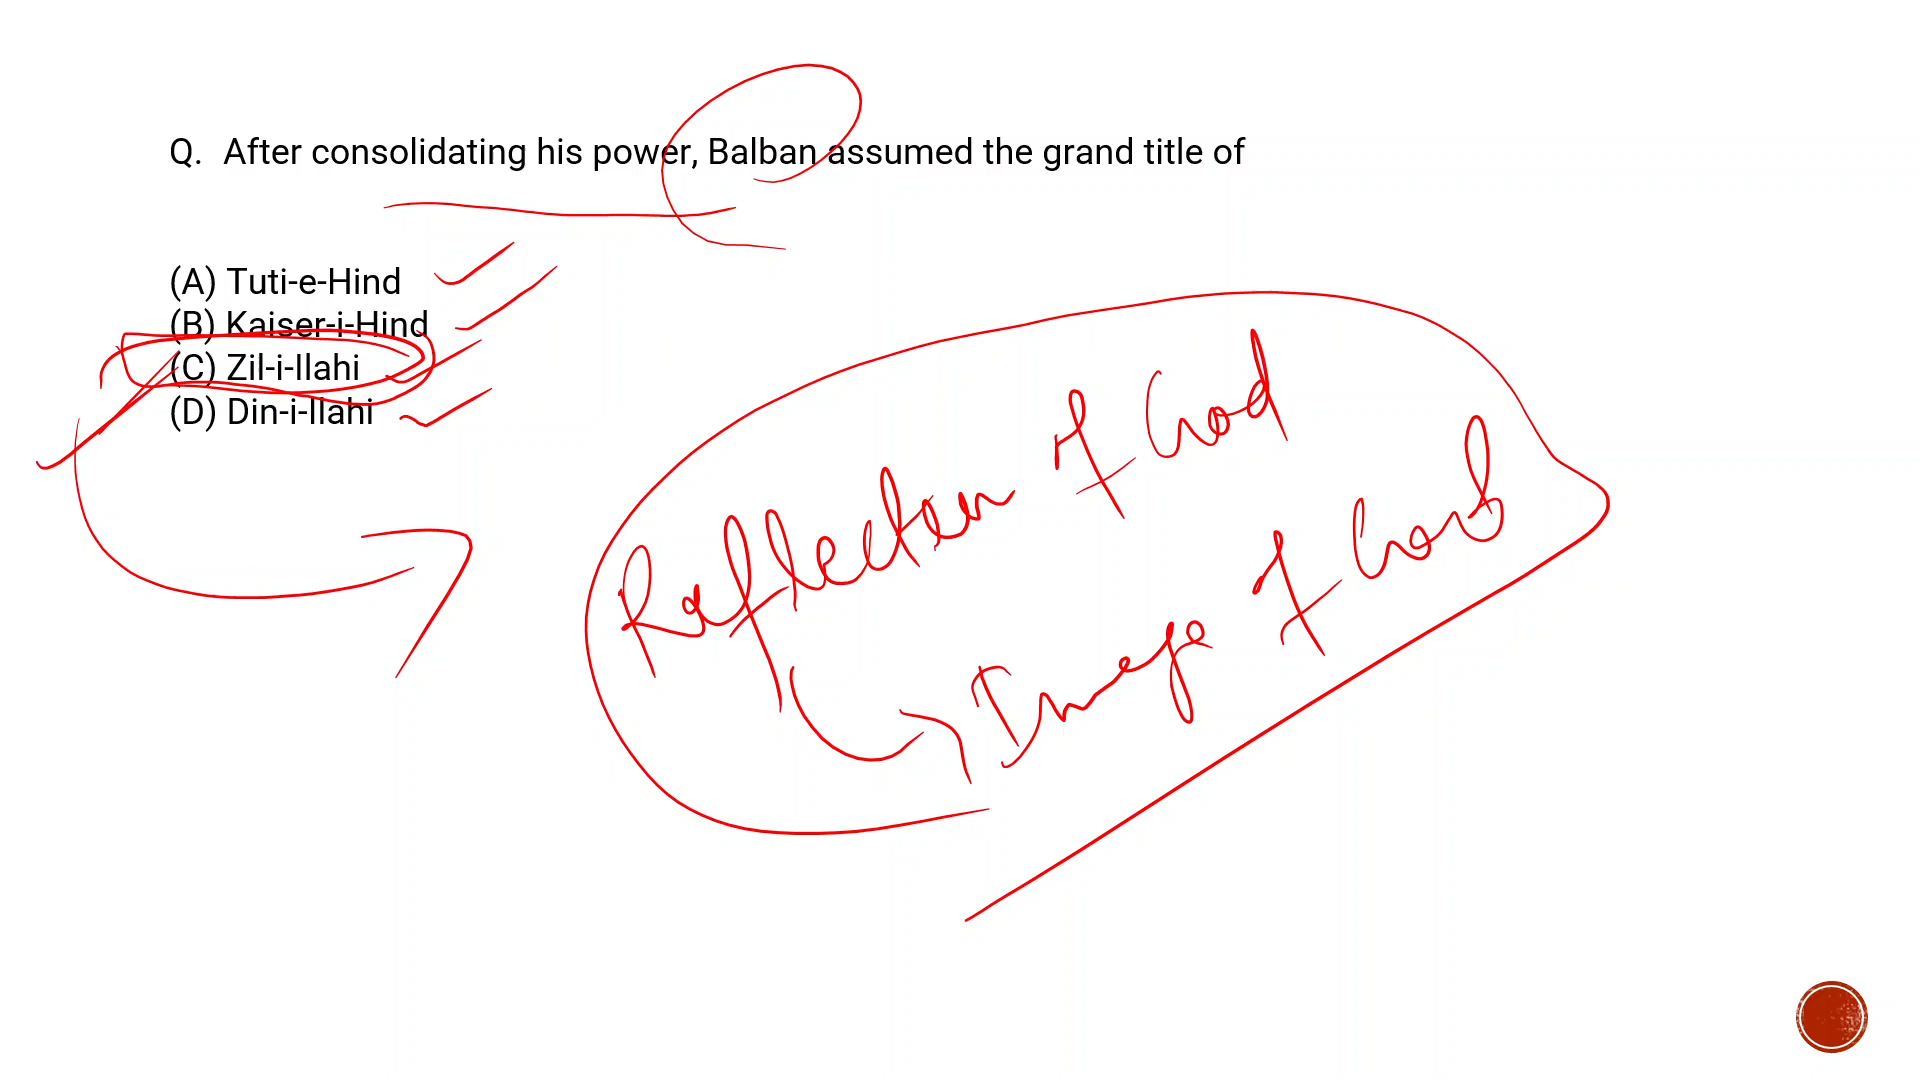 Q. After consolidating his power, Balban assumed the grand title of
(A) Tuti-e-Hind
(B) Kaiser-i-Hind
(C) Zil-i-Ilahi
(D) Din-i-Ilahi
Reflection of God
Image of God